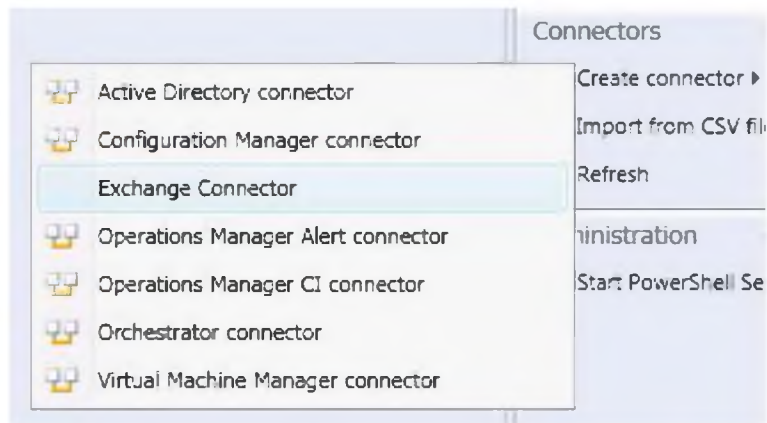 Connectors
Create connector
Import from CSV
Refresh
Start PowerShell
Active Directory connector
Configuration Manager connector
Exchange Connector
Operations Manager Alert connector
Operations Manager CI connector
Orchestrator connector
Virtual Machine Manager connector